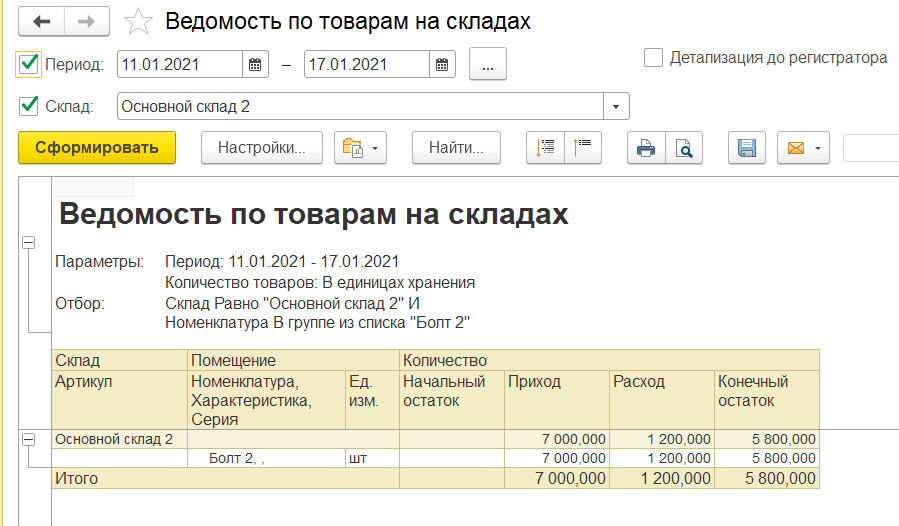 Ведомость по товарам на складах
Период: 11.01.2021 – 17.01.2021 ... Детализация до регистратора
Склад: Основной склад 2
Сформировать Настройки... Найти...
Ведомость по товарам на складах
Параметры: Период: 11.01.2021 - 17.01.2021
Количество товаров: В единицах хранения
Отбор: Склад Равно "Основной склад 2" И
Номенклатура В группе из списка "Болт 2"
Склад Помещение Количество
Артикул Номенклатура, Ед. Начальный Приход Расход Конечный
Характеристика, изм. остаток остаток
Серия
Основной склад 2 7 000,000 1 200,000 5 800,000
Болт 2, , шт 7 000,000 1 200,000 5 800,000
Итого 7 000,000 1 200,000 5 800,000